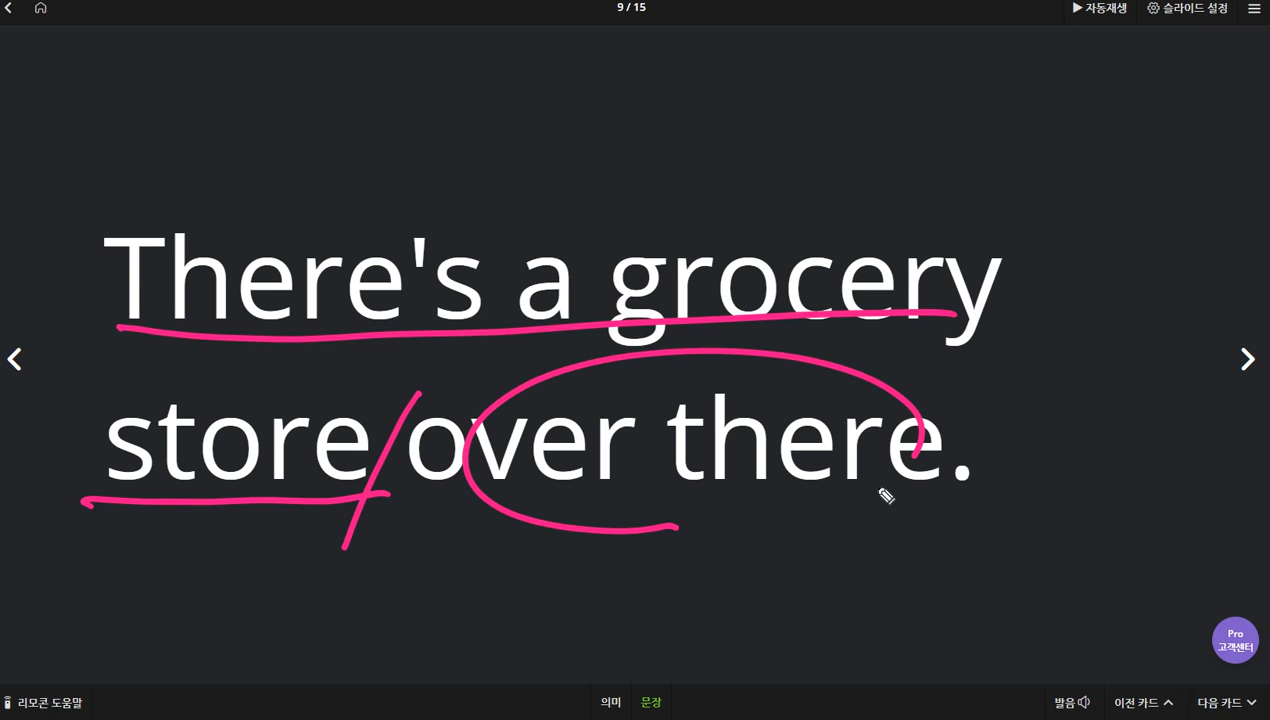 9 / 15
자동재생
슬라이드 설정
There's a grocery
store over there.
Pro
고객센터
리모콘 도움말
의미
문장
발음
이전 카드
다음 카드